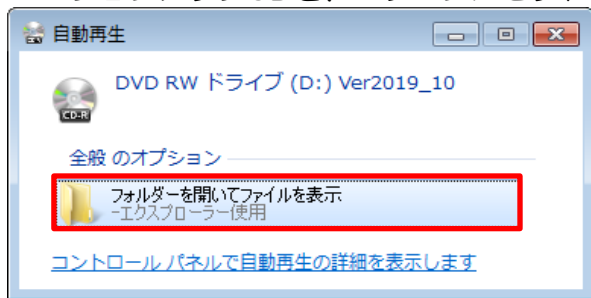 自動再生
DVD RW ドライブ (D:) Ver2019_10
CD-R
全般 のオプション
フォルダーを開いてファイルを表示
-エクスプローラー使用
コントロール パネルで自動再生の詳細を表示します